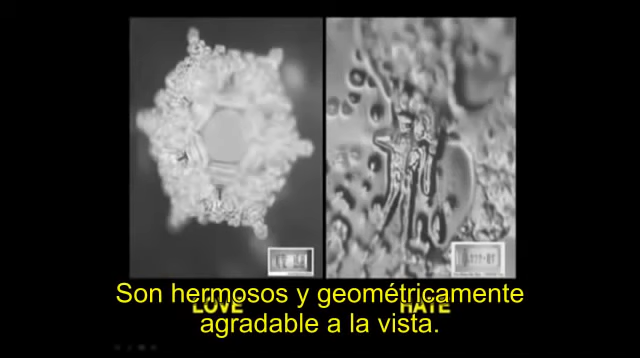 Son hermosos y geométricamente
LOVE HATE
agradable a la vista.